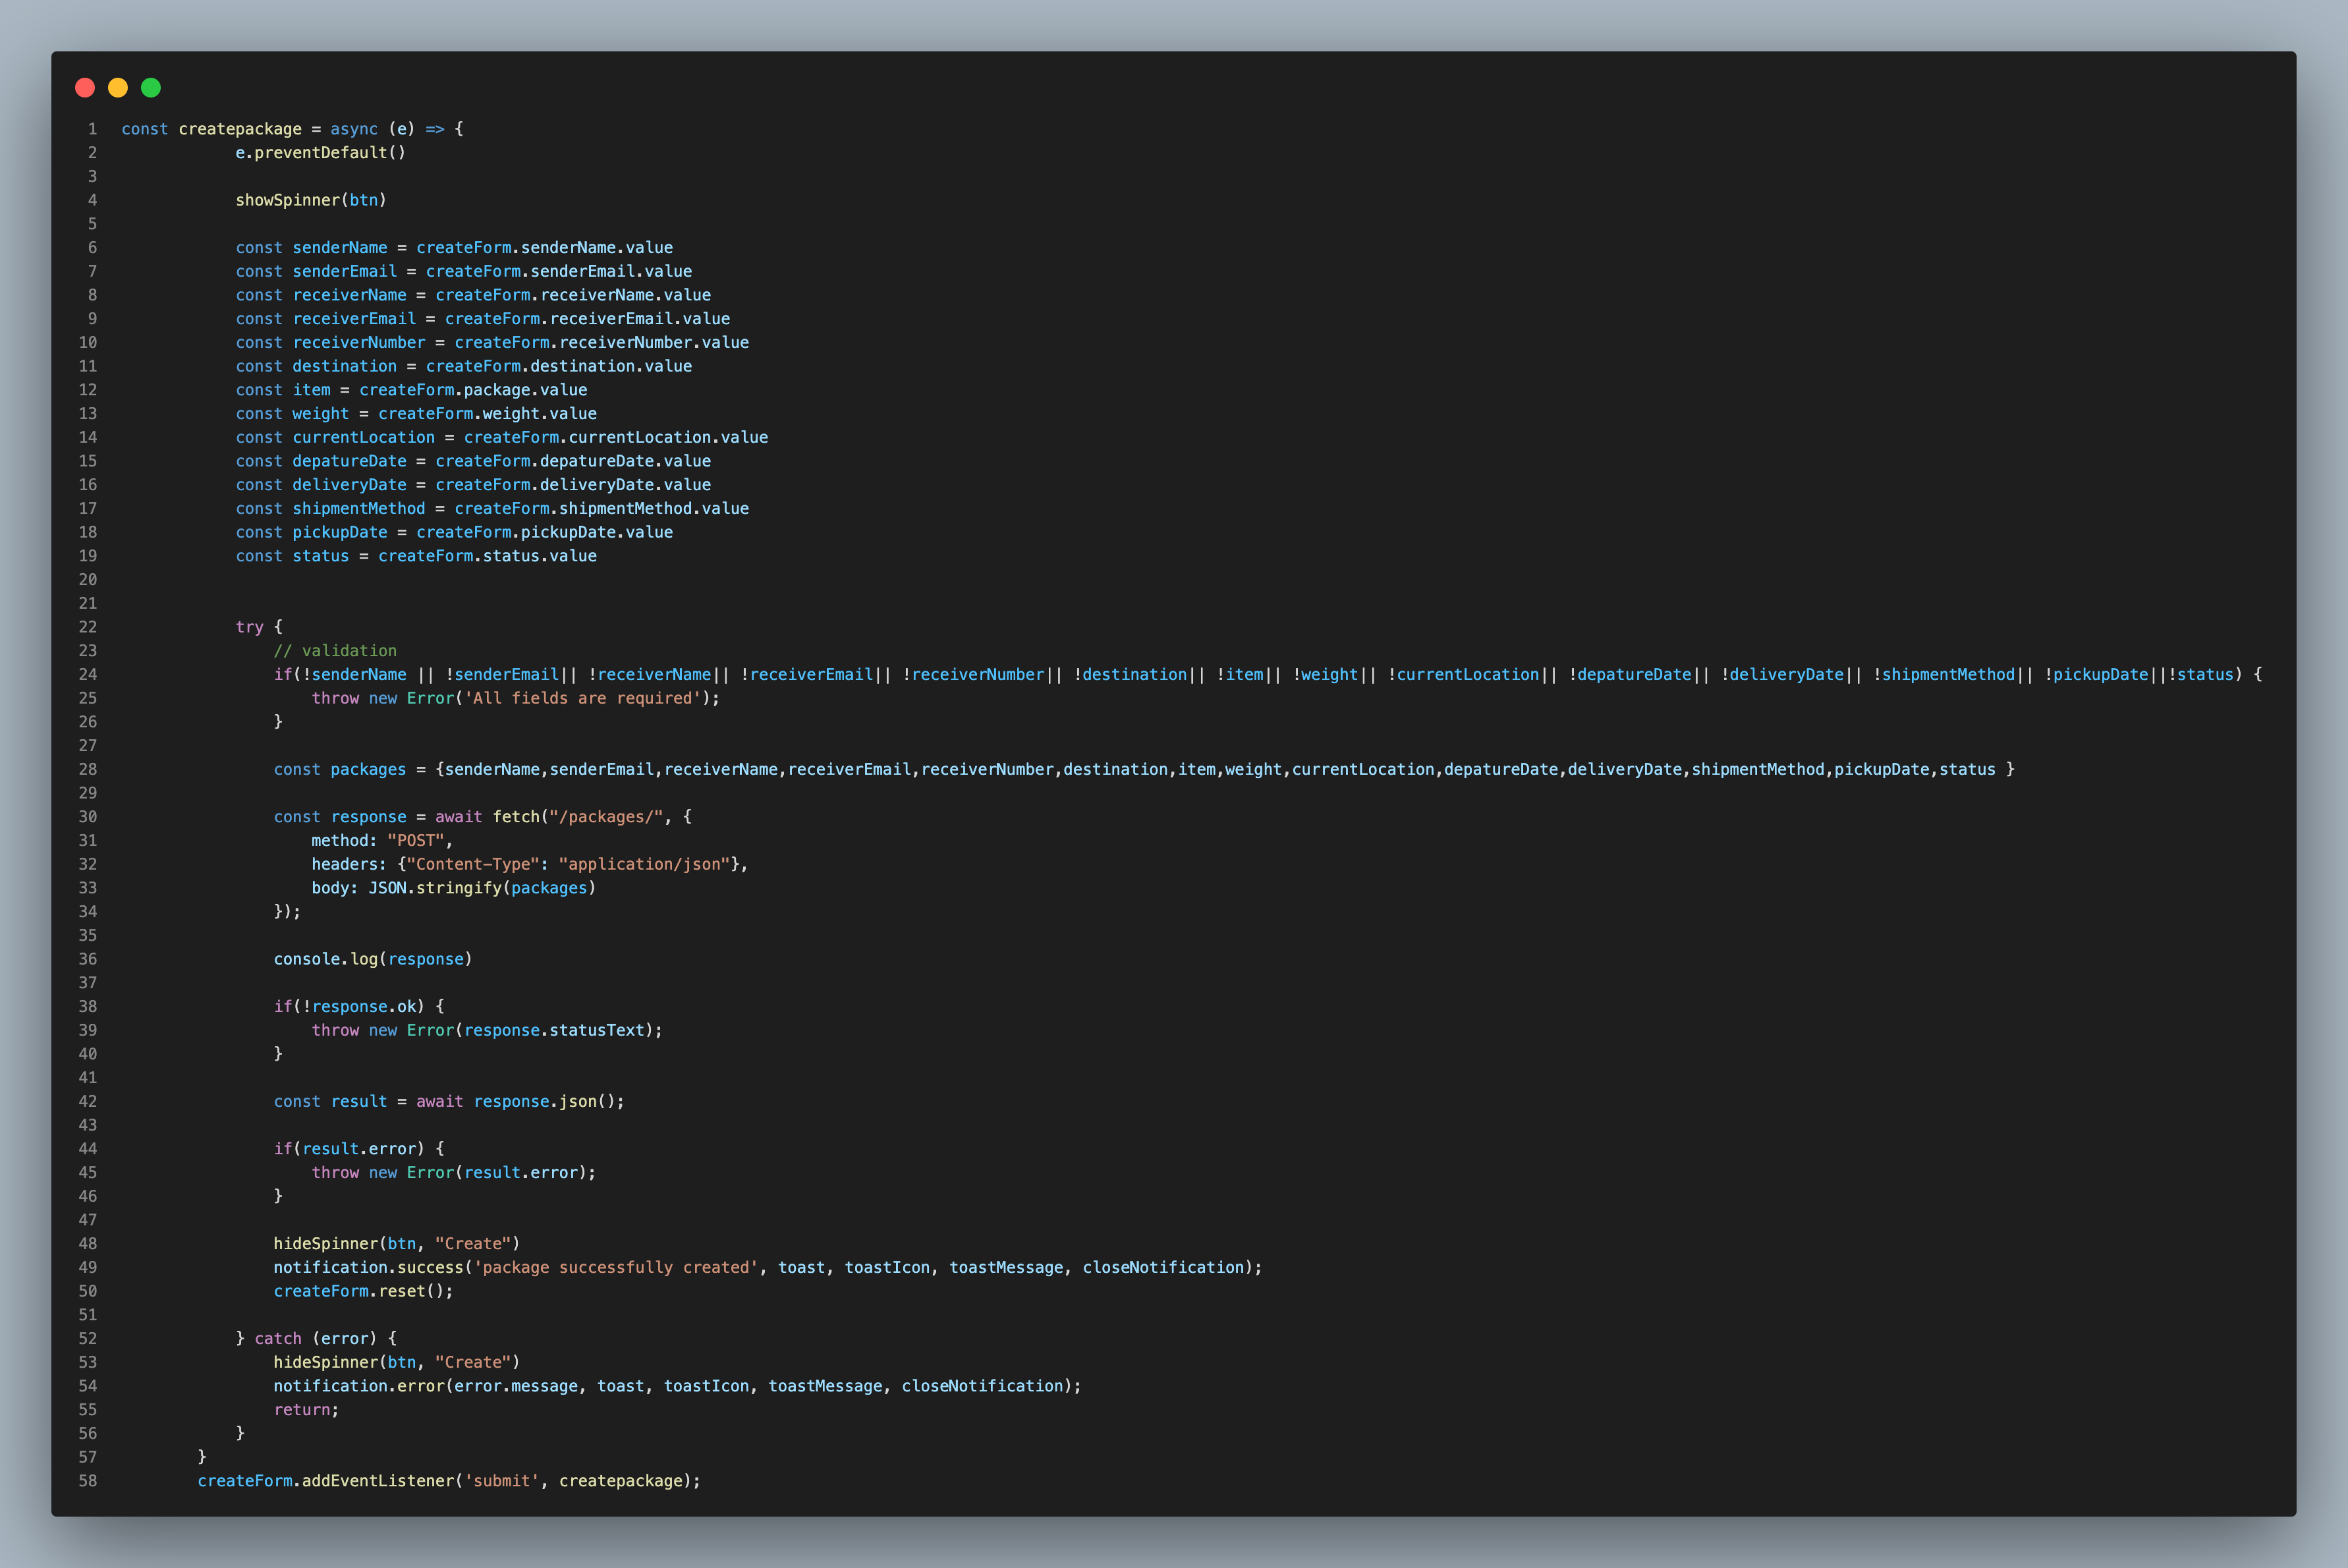 1 const createpackage = async (e) => {
2 e.preventDefault()
3
4 showSpinner(btn)
5
6 const senderName = createForm.senderName.value
7 const senderEmail = createForm.senderEmail.value
8 const receiverName = createForm.receiverName.value
9 const receiverEmail = createForm.receiverEmail.value
10 const receiverNumber = createForm.receiverNumber.value
11 const destination = createForm.destination.value
12 const item = createForm.package.value
13 const weight = createForm.weight.value
14 const currentLocation = createForm.currentLocation.value
15 const depatureDate = createForm.depatureDate.value
16 const deliveryDate = createForm.deliveryDate.value
17 const shipmentMethod = createForm.shipmentMethod.value
18 const pickupDate = createForm.pickupDate.value
19 const status = createForm.status.value
20
21
22 try {
23 // validation
24 if(!senderName || !senderEmail|| !receiverName|| !receiverEmail|| !receiverNumber|| !destination|| !item|| !weight|| !currentLocation|| !depatureDate|| !deliveryDate|| !shipmentMethod|| !pickupDate||!status) {
25 throw new Error('All fields are required');
26 }
27
28 const packages = {senderName,senderEmail,receiverName,receiverEmail,receiverNumber,destination,item,weight,currentLocation,depatureDate,deliveryDate,shipmentMethod,pickupDate,status }
29
30 const response = await fetch("/packages/", {
31 method: "POST",
32 headers: {"Content-Type": "application/json"},
33 body: JSON.stringify(packages)
34 });
35
36 console.log(response)
37
38 if(!response.ok) {
39 throw new Error(response.statusText);
40 }
41
42 const result = await response.json();
43
44 if(result.error) {
45 throw new Error(result.error);
46 }
47
48 hideSpinner(btn, "Create")
49 notification.success('package successfully created', toast, toastIcon, toastMessage, closeNotification);
50 createForm.reset();
51
52 } catch (error) {
53 hideSpinner(btn, "Create")
54 notification.error(error.message, toast, toastIcon, toastMessage, closeNotification);
55 return;
56 }
57 }
58 createForm.addEventListener('submit', createpackage);